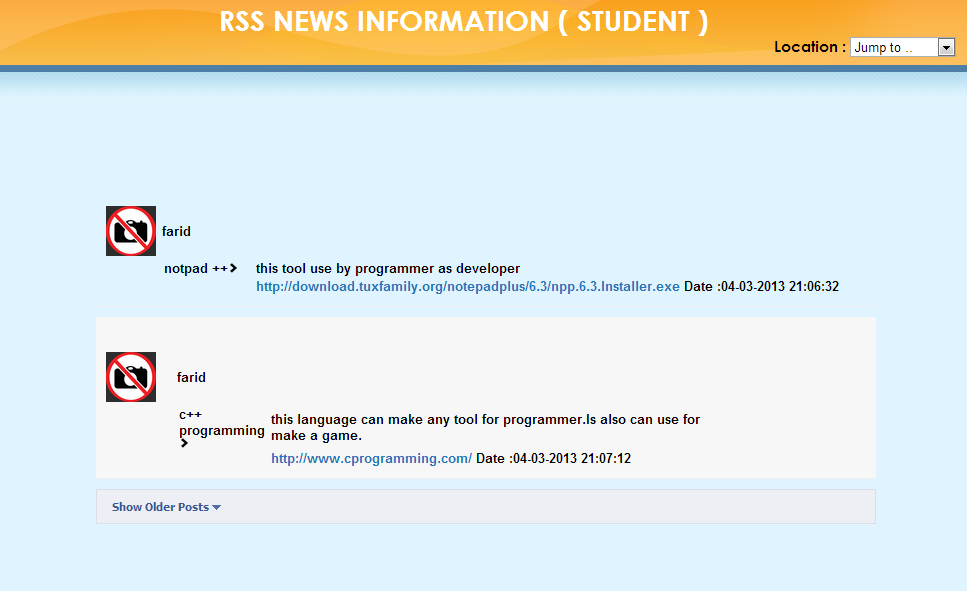 RSS NEWS INFORMATION ( STUDENT )
Location : Jump to ..
farid
notpad ++ this tool use by programmer as developer
http://download.tuxfamily.org/notepadplus/6.3/npp.6.3.Installer.exe Date :04-03-2013 21:06:32
farid
c++
programming
this language can make any tool for programmer.Is also can use for
make a game.
http://www.cprogramming.com/ Date :04-03-2013 21:07:12
Show Older Posts